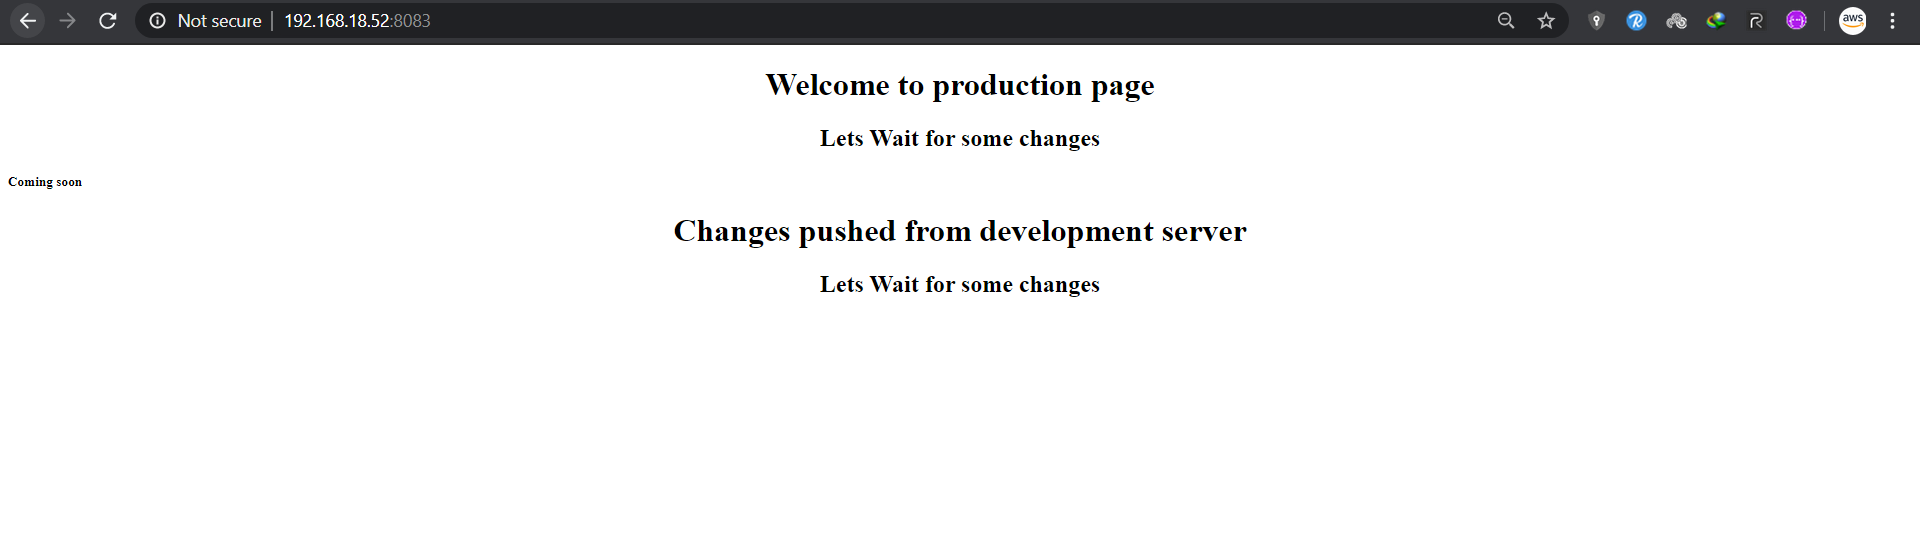 Not secure | 192.168.18.52:8083
aws
Welcome to production page
Lets Wait for some changes
Coming soon
Changes pushed from development server
Lets Wait for some changes